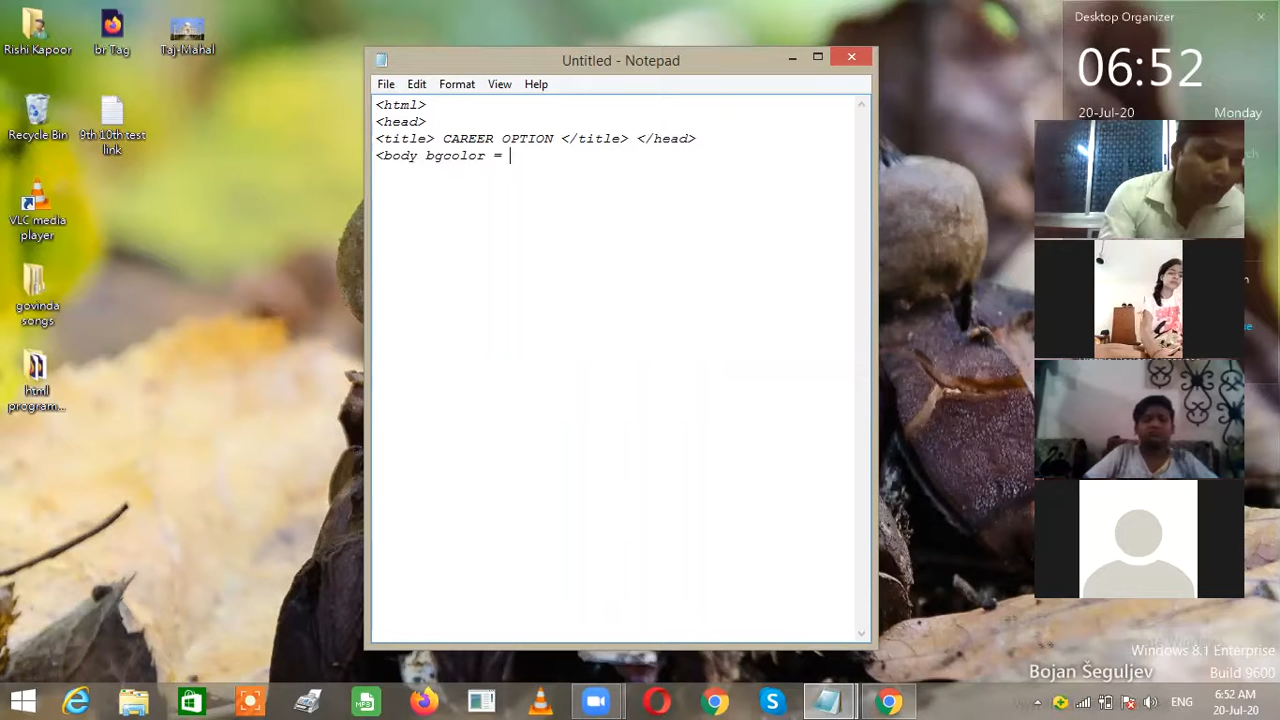 Rishi Kapoor
br Tag
Taj-Mahal
Recycle Bin
9th 10th test
link
VLC media
player
govinda
songs
html
program...
Untitled - Notepad
File Edit Format View Help
<html>
<head>
<title> CAREER OPTION </title> </head>
<body bgcolor =
Desktop Organizer
06:52
20-Jul-20 Monday
Windows 8.1 Enterprise
Bojan Šeguljev
Build 9600
MP3
S
ENG
6:52 AM
20-Jul-20